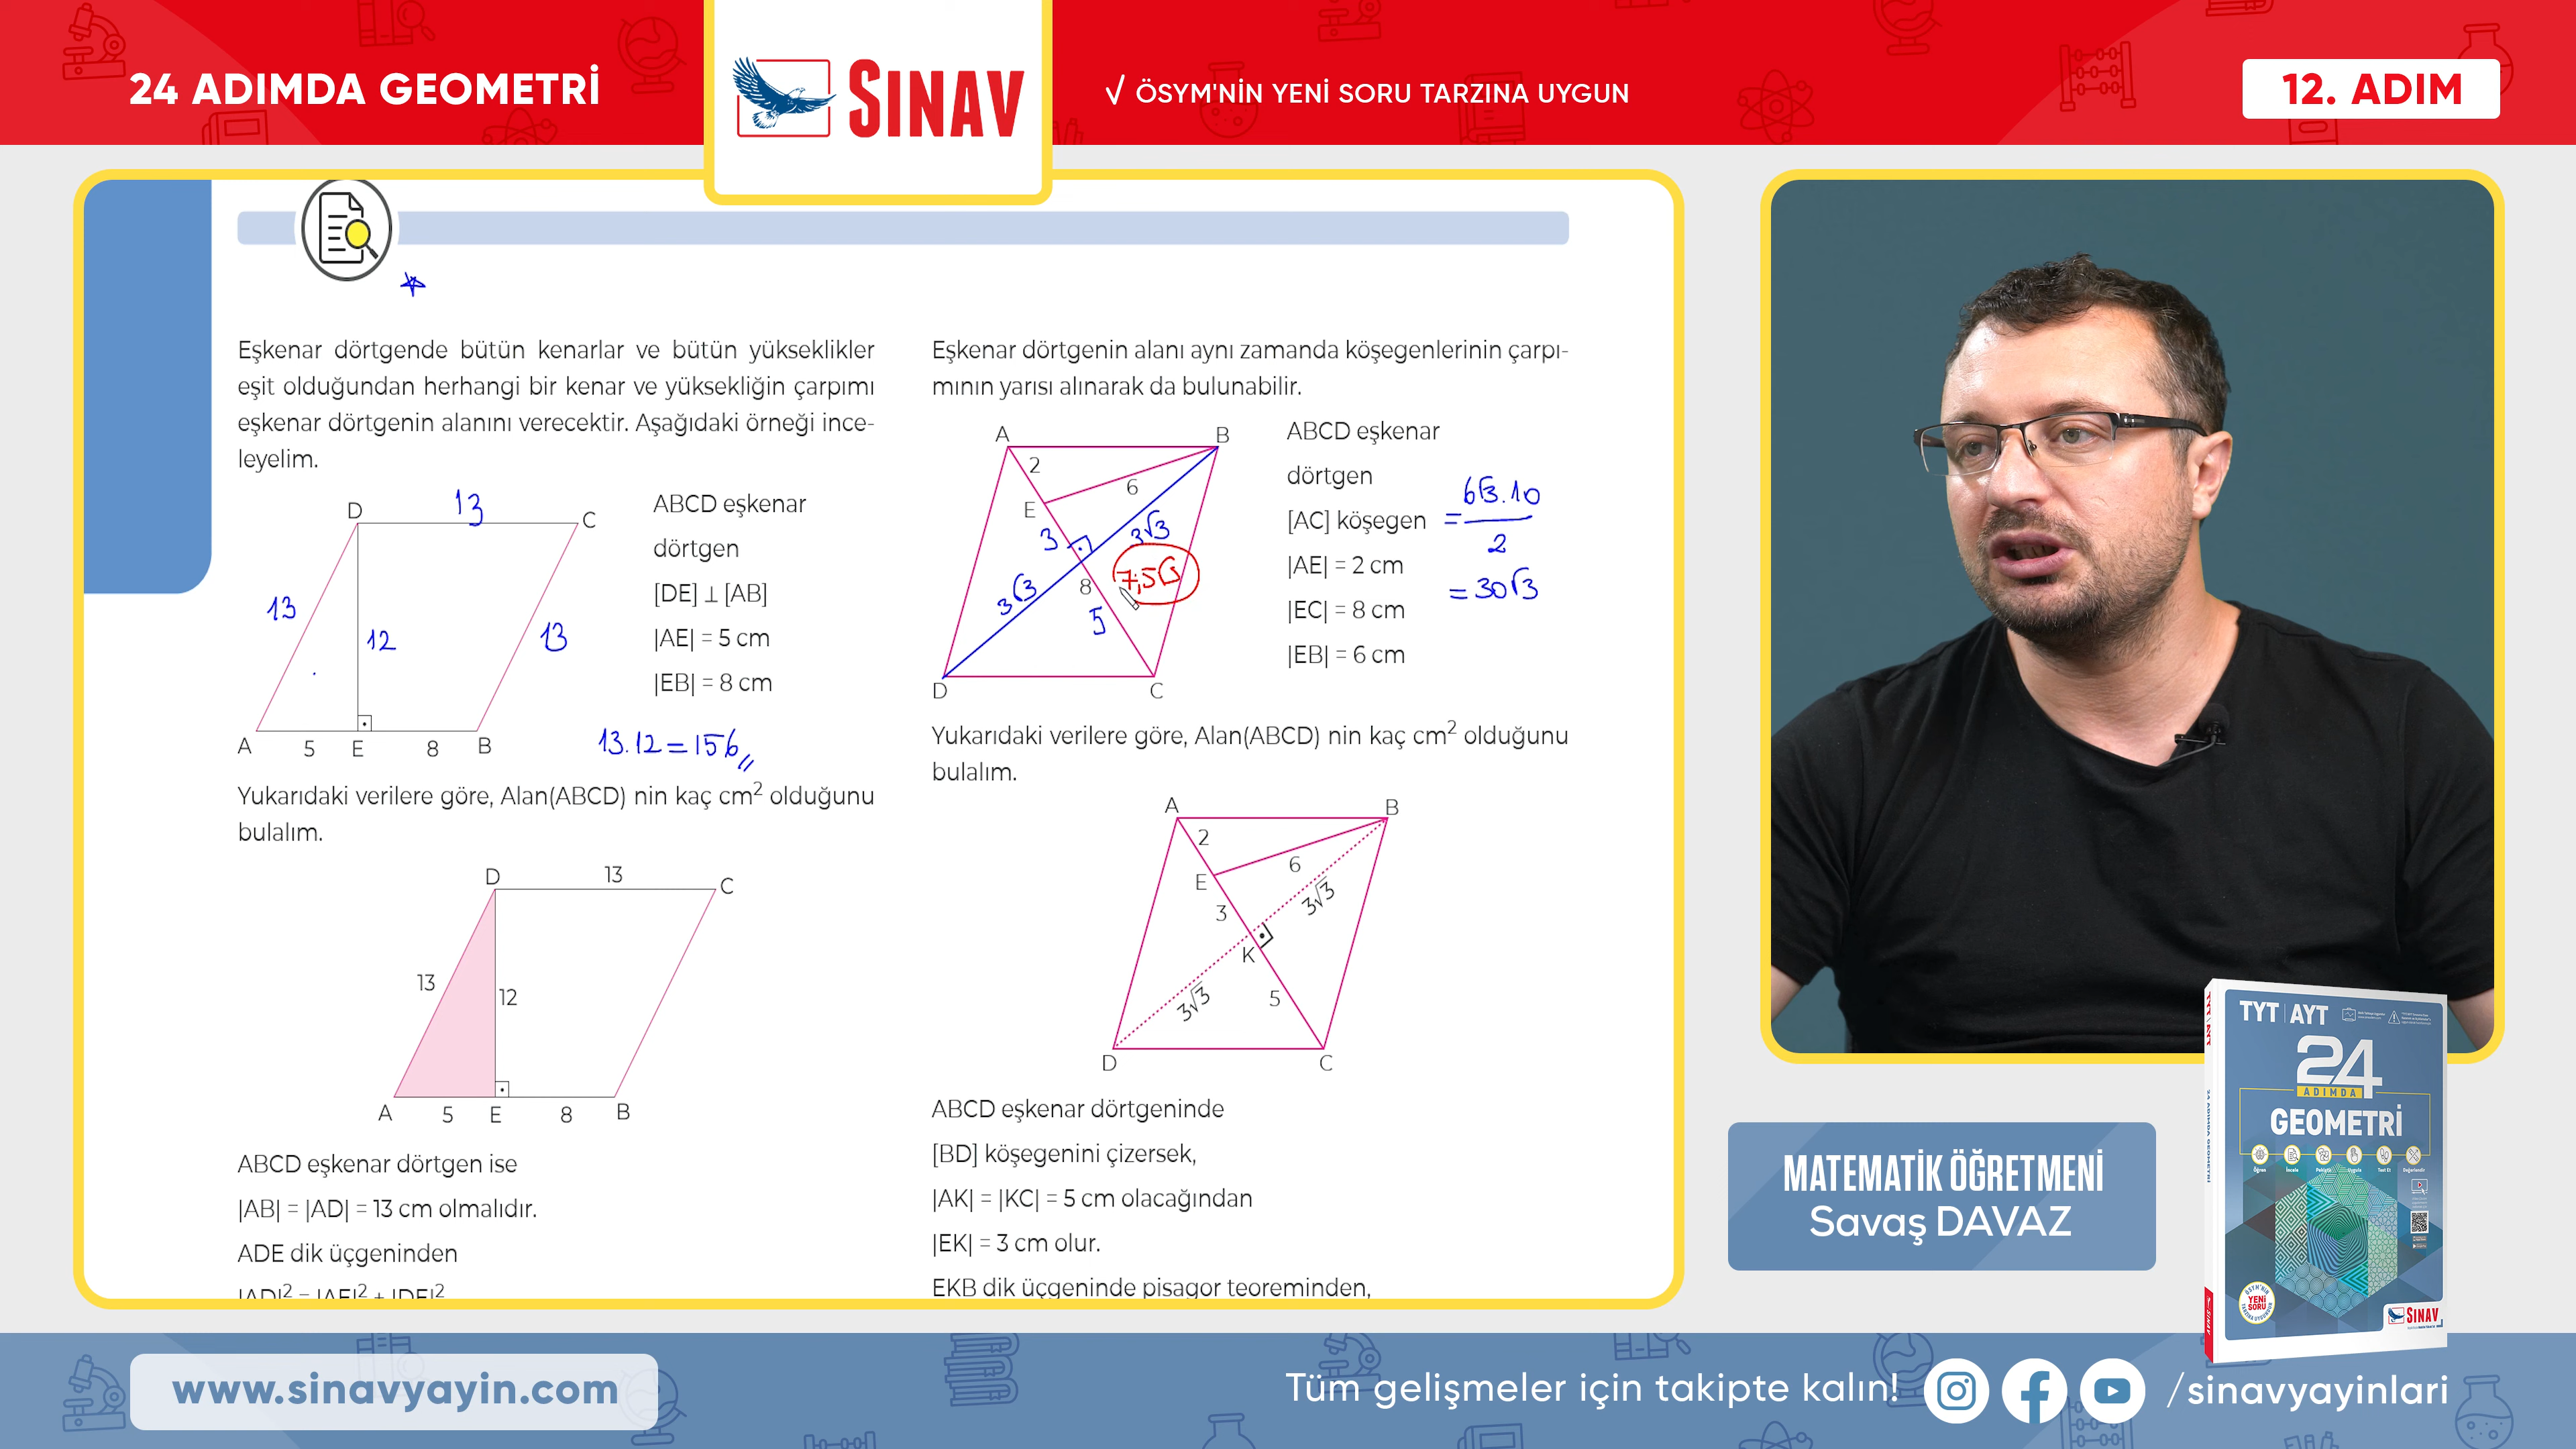 24 ADIMDA GEOMETRİ
SINAV
√ ÖSYM'NİN YENİ SORU TARZINA UYGUN
12. ADIM
Eşkenar dörtgende bütün kenarlar ve bütün yükseklikler
eşit olduğundan herhangi bir kenar ve yüksekliğin çarpımı
eşkenar dörtgenin alanını verecektir. Aşağıdaki örneği ince-
leyelim.
D 13 C
13
12
13
A 5 E 8 B
ABCD eşkenar
dörtgen
[DE] ⊥ [AB]
|AE| = 5 cm
|EB| = 8 cm
13.12 = 156
Yukarıdaki verilere göre, Alan(ABCD) nin kaç cm² olduğunu
bulalım.
D 13 C
13
12
A 5 E 8 B
ABCD eşkenar dörtgen ise
|AB| = |AD| = 13 cm olmalıdır.
ADE dik üçgeninden
|AD|² = |AE|² + |DE|²
Eşkenar dörtgenin alanı aynı zamanda köşegenlerinin çarpı-
mının yarısı alınarak da bulunabilir.
A B
2
6
E
3 3√3
7,5√3
3√3 8
5
D C
ABCD eşkenar
dörtgen
[AC] köşegen
|AE| = 2 cm
|EC| = 8 cm
|EB| = 6 cm
= 6√3.10
2
= 30√3
Yukarıdaki verilere göre, Alan(ABCD) nin kaç cm² olduğunu
bulalım.
A B
2
6
E
3 3√3
K
3√3 5
D C
ABCD eşkenar dörtgeninde
[BD] köşegenini çizersek,
|AK| = |KC| = 5 cm olacağından
|EK| = 3 cm olur.
EKB dik üçgeninde pisagor teoreminden,
MATEMATİK ÖĞRETMENİ
Savaş DAVAZ
TYT AYT
24
ADIMDA
GEOMETRİ
YENİ
SORU
SINAV
www.sinavyayin.com
Tüm gelişmeler için takipte kalın!
/sinavyayinlari